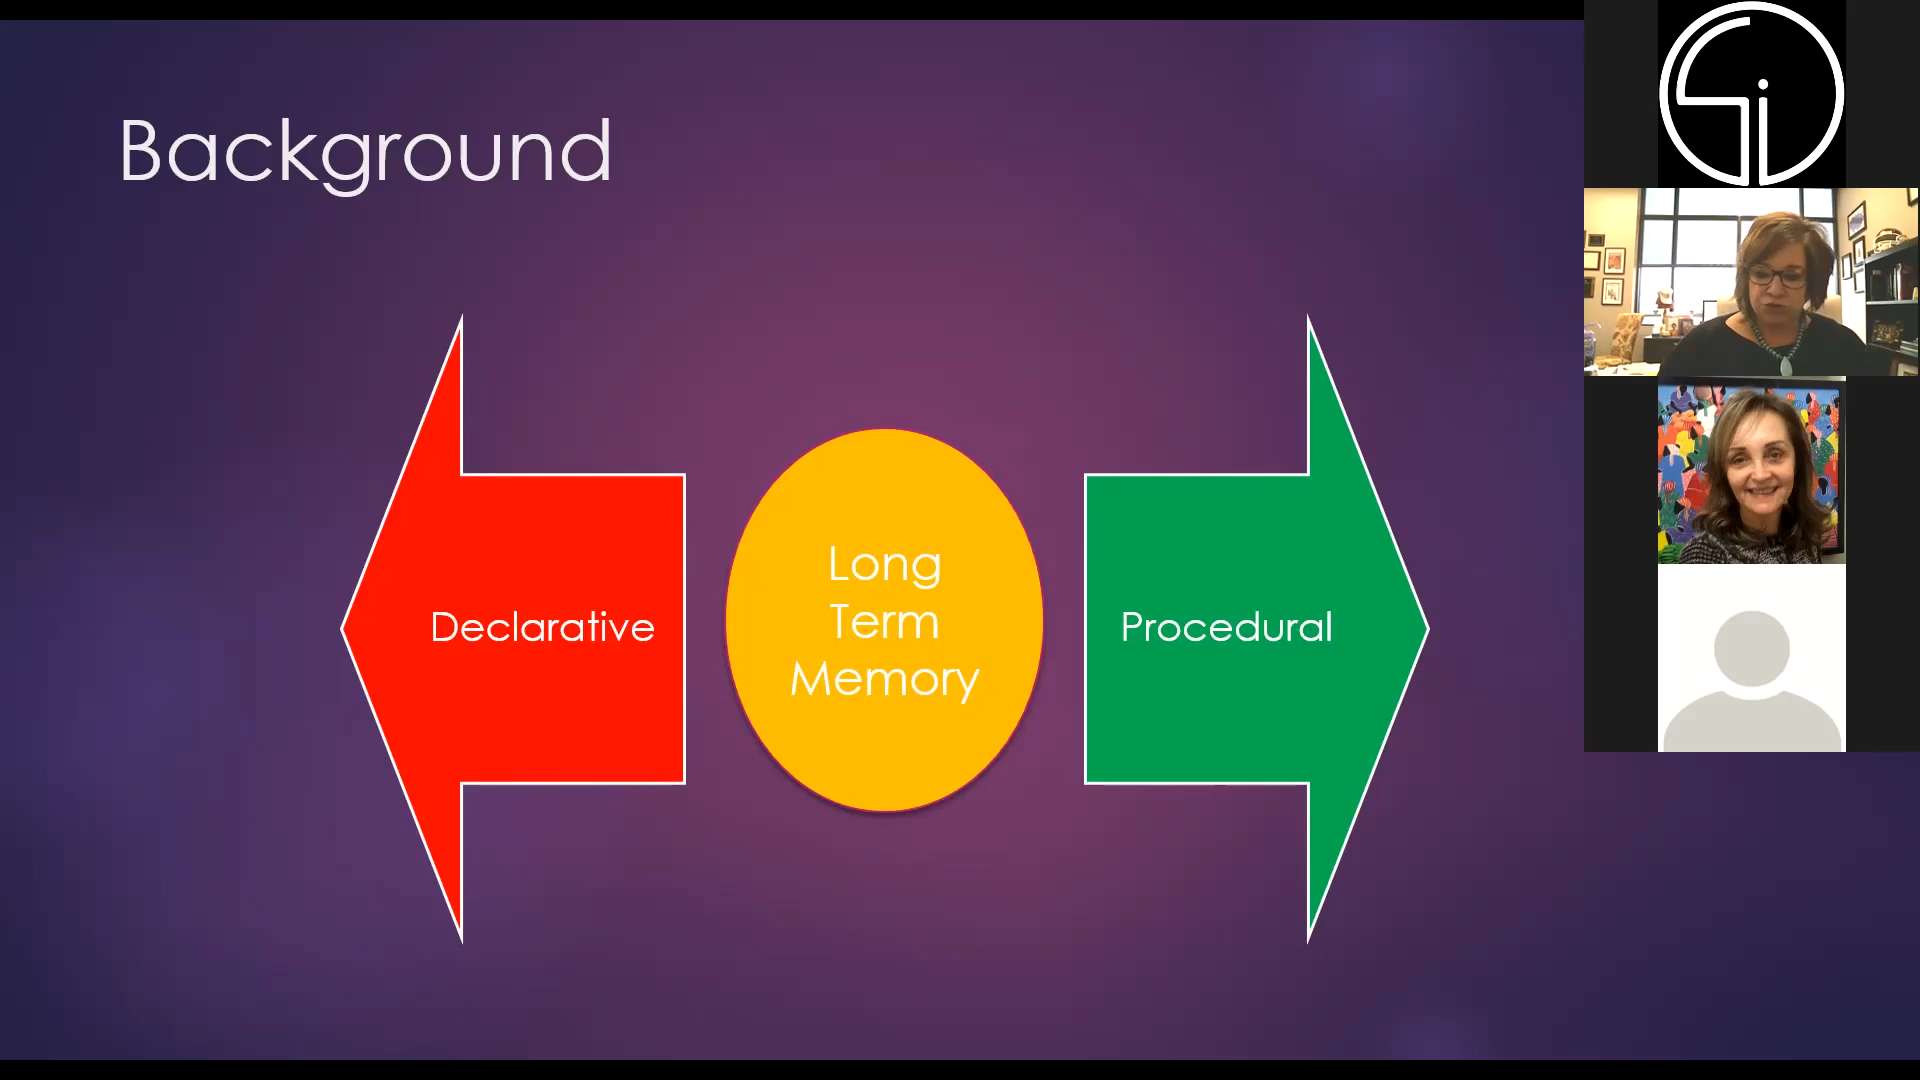 Background
Declarative
Long
Term
Memory
Procedural